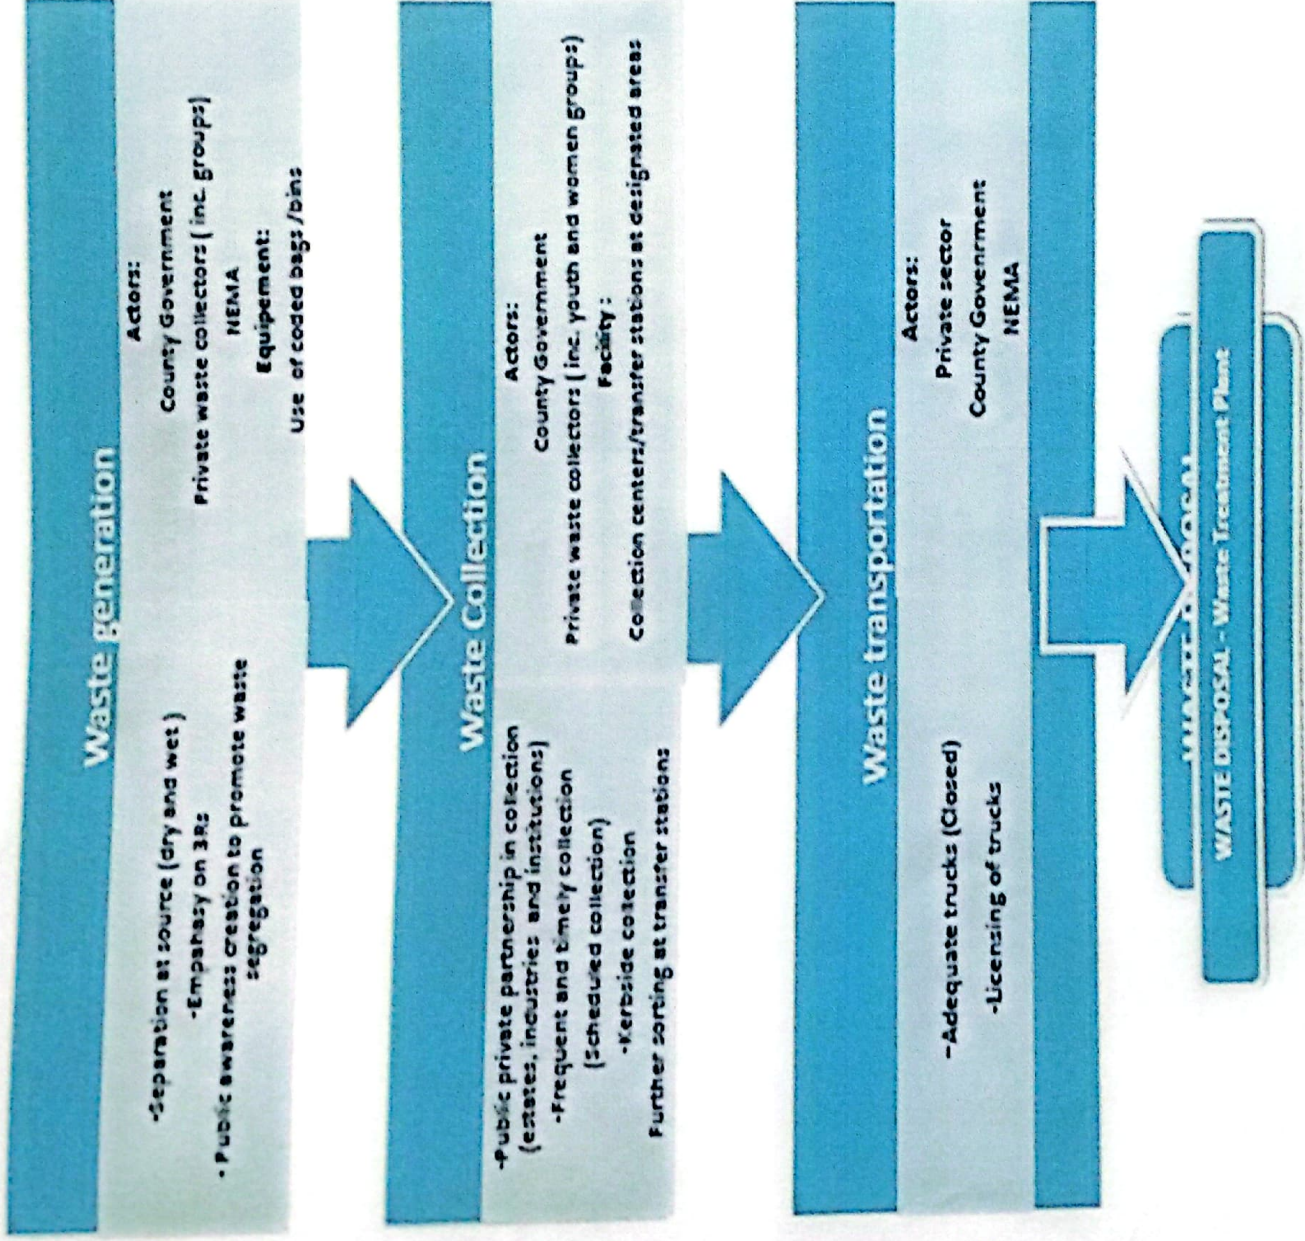 Waste generation
-Separation at source (dry and wet )
-Empahasy on 3Rs
- Public awareness creation to promote waste
segregation
Actors:
County Government
Private waste collectors ( inc. groups)
NEMA
Equipement:
Use of coded bags /bins
Waste Collection
-Public private partnership in collection
(estates, industries and institutions)
-Frequent and timely collection
(Scheduled collection)
-Kerbside collection
Further sorting at transfer stations
Actors:
County Government
Private waste collectors ( inc. youth and women groups)
Facility :
Collection centers/transfer stations at designated areas
Waste transportation
-Adequate trucks (Closed)
-Licensing of trucks
Actors:
Private sector
County Govenrment
NEMA
WASTE DISPOSAL - Waste Treatment Plant